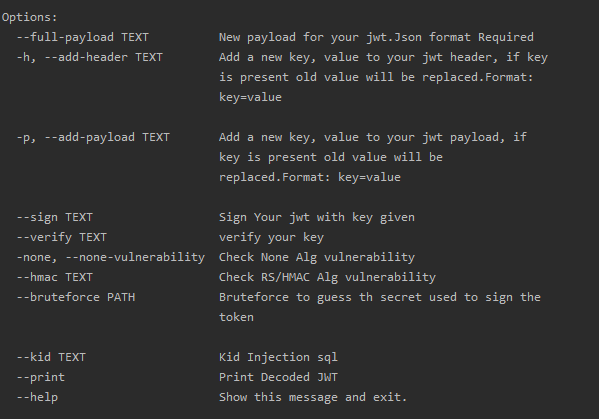 Options:
--full-payload TEXT New payload for your jwt.Json format Required
-h, --add-header TEXT Add a new key, value to your jwt header, if key
is present old value will be replaced.Format:
key=value
-p, --add-payload TEXT Add a new key, value to your jwt payload, if
key is present old value will be
replaced.Format: key=value
--sign TEXT Sign Your jwt with key given
--verify TEXT verify your key
-none, --none-vulnerability Check None Alg vulnerability
--hmac TEXT Check RS/HMAC Alg vulnerability
--bruteforce PATH Bruteforce to guess th secret used to sign the
token
--kid TEXT Kid Injection sql
--print Print Decoded JWT
--help Show this message and exit.